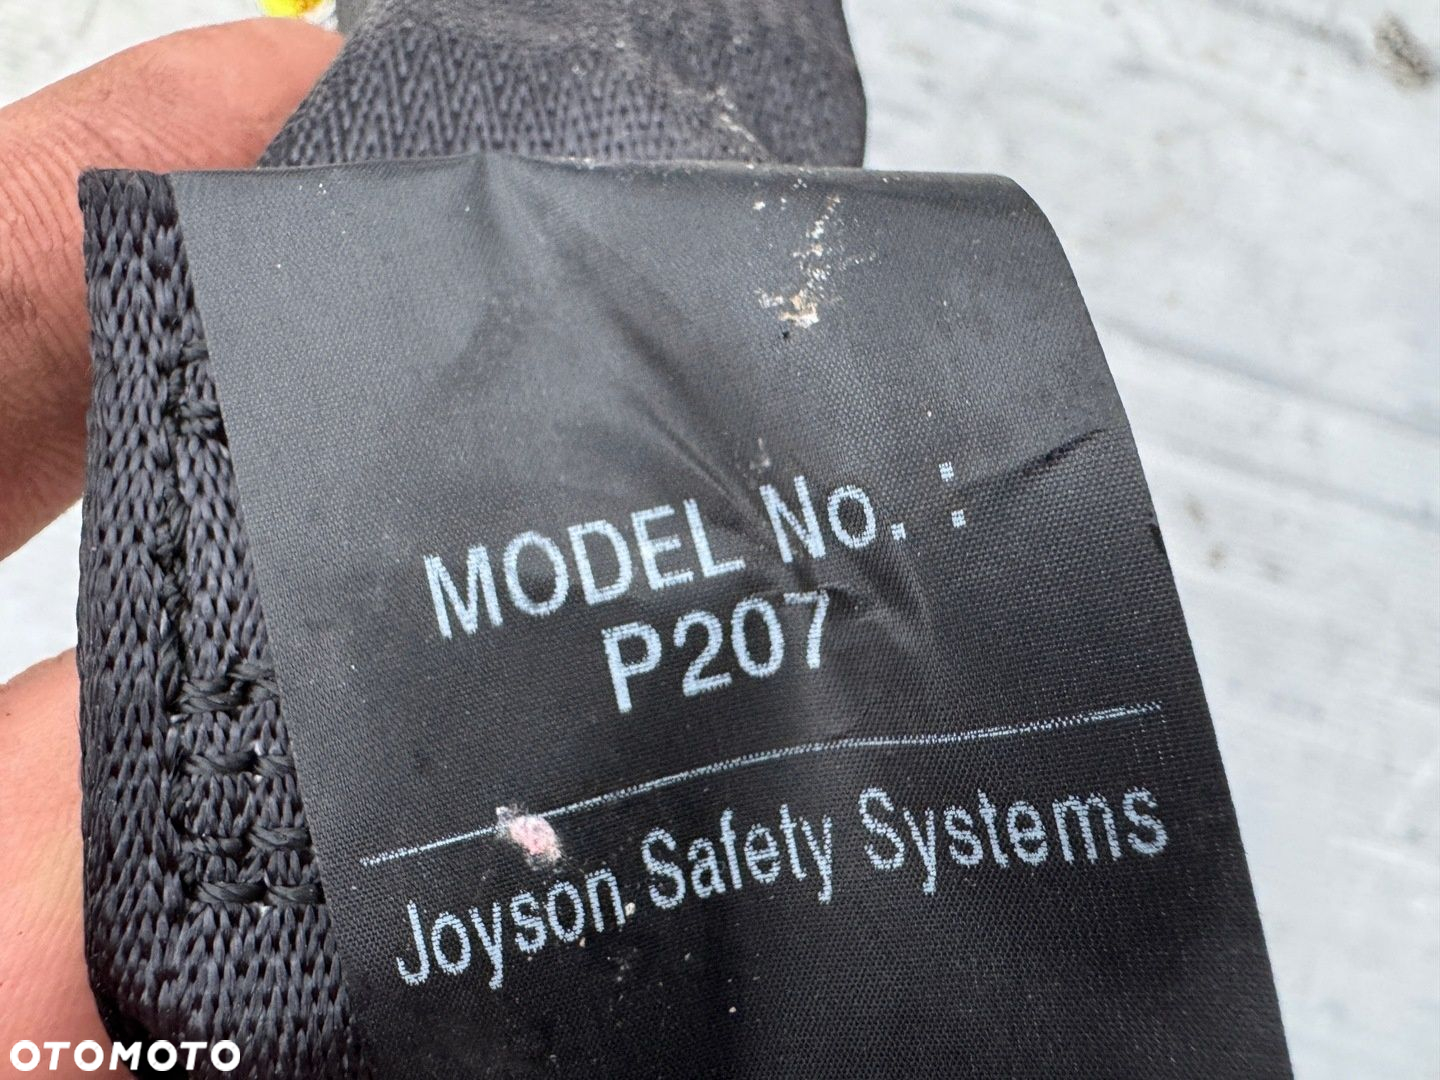 MODEL No. :
P207
Joyson Safety Systems
OTOMOTO